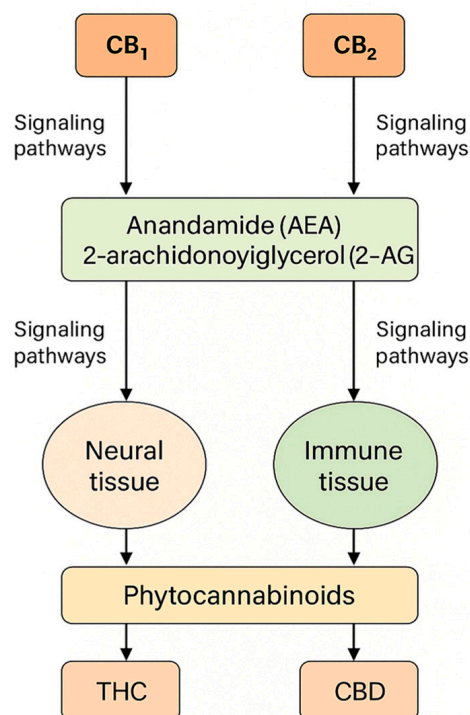 CB₁
CB₂
Signaling
pathways
Signaling
pathways
Anandamide (AEA)
2-arachidonoyiglycerol (2-AG
Signaling
pathways
Signaling
pathways
Neural
tissue
Immune
tissue
Phytocannabinoids
THC
CBD